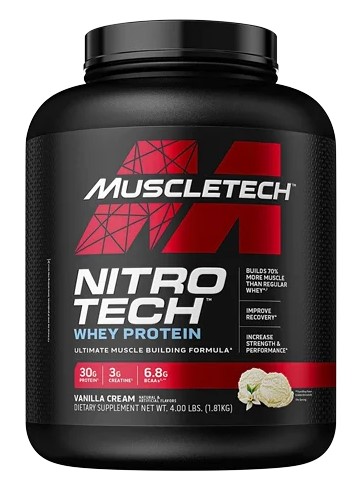 MUSCLETECH™
NITRO
TECH™
WHEY PROTEIN
ULTIMATE MUSCLE BUILDING FORMULA*
BUILDS 70%
MORE MUSCLE
THAN REGULAR
WHEY*
IMPROVE
RECOVERY*
INCREASE
STRENGTH &
PERFORMANCE*
30G
PROTEIN
3G
CREATINE
6.8G
BCAAs
VANILLA CREAM
NATURAL &
ARTIFICIAL FLAVORS
DIETARY SUPPLEMENT NET WT. 4.00 LBS. (1.81KG)